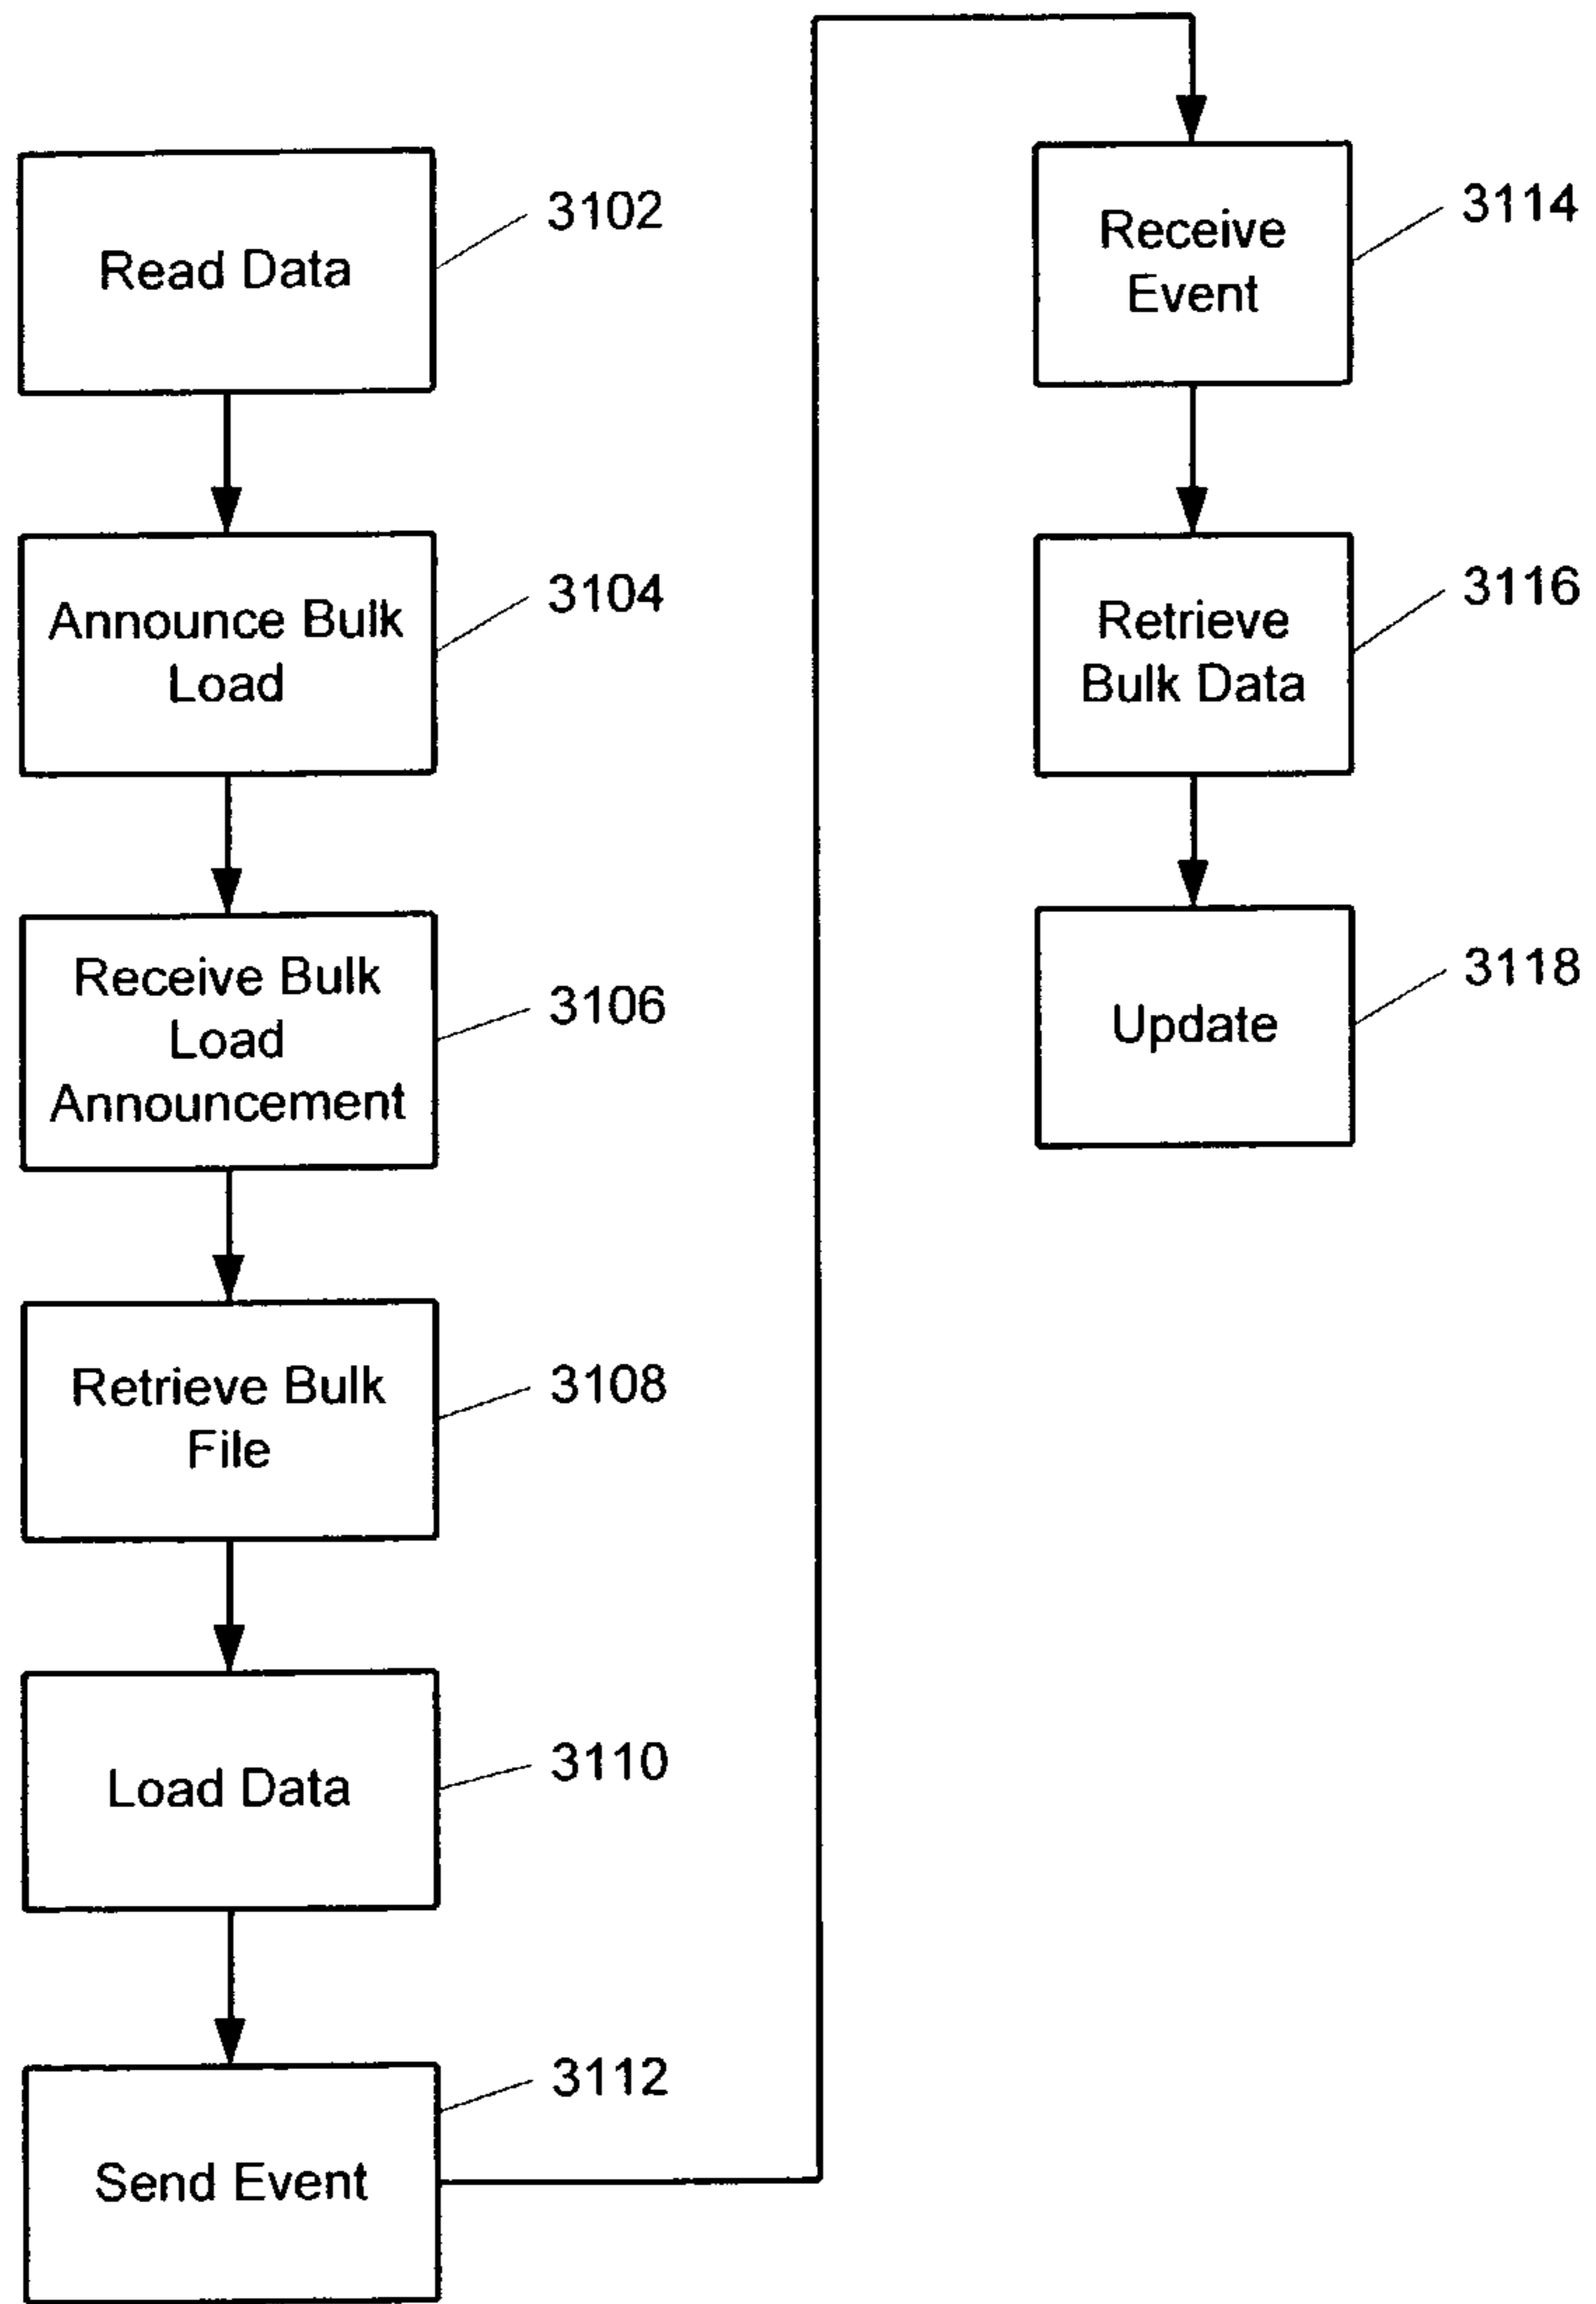 Read Data
3102
Announce Bulk
Load
3104
Receive Bulk
Load
Announcement
3106
Retrieve Bulk
File
3108
Load Data
3110
Send Event
3112
Receive
Event
3114
Retrieve
Bulk Data
3116
Update
3118